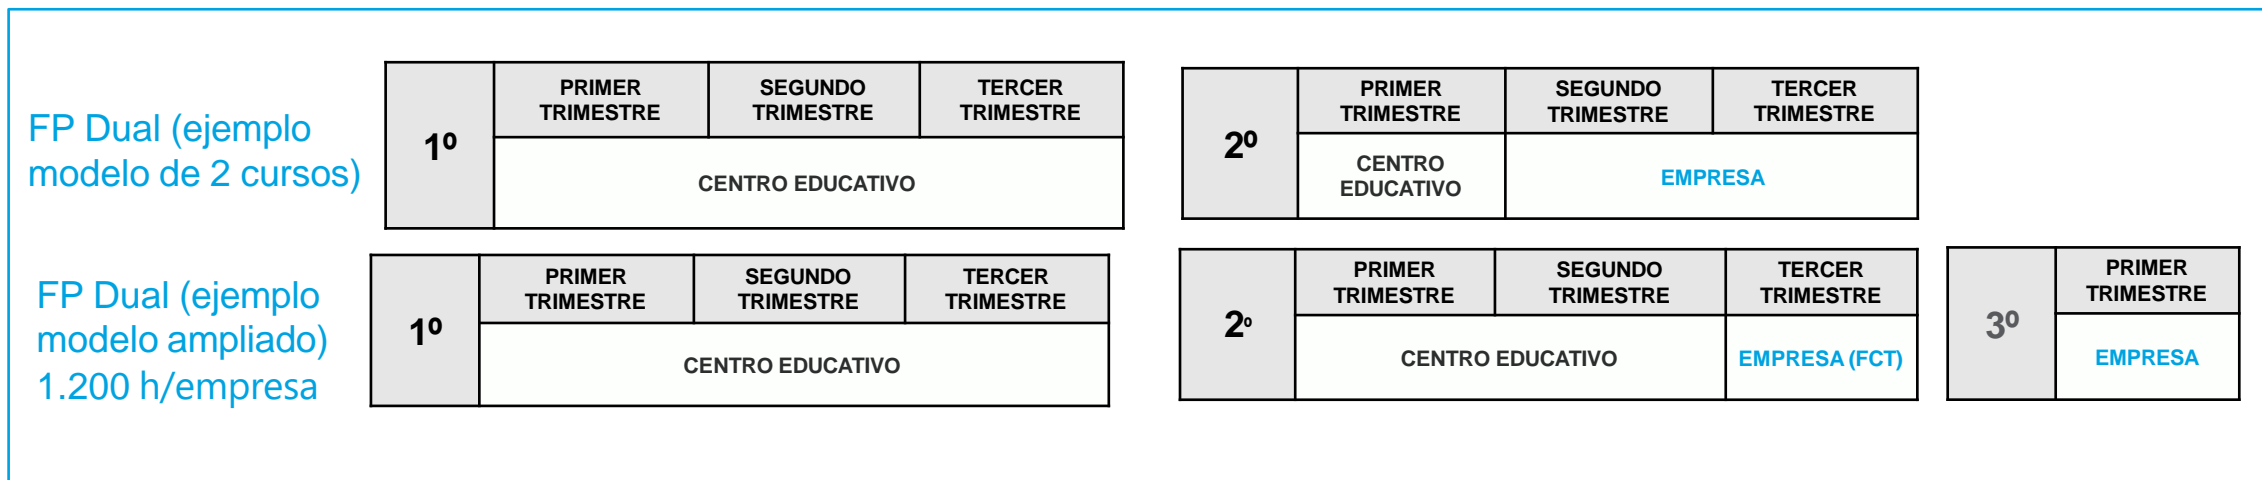 FP Dual (ejemplo
modelo de 2 cursos)
1º
PRIMER
TRIMESTRE
SEGUNDO
TRIMESTRE
TERCER
TRIMESTRE
CENTRO EDUCATIVO
2º
PRIMER
TRIMESTRE
SEGUNDO
TRIMESTRE
TERCER
TRIMESTRE
CENTRO
EDUCATIVO
EMPRESA
FP Dual (ejemplo
modelo ampliado)
1.200 h/empresa
1º
PRIMER
TRIMESTRE
SEGUNDO
TRIMESTRE
TERCER
TRIMESTRE
CENTRO EDUCATIVO
2º
PRIMER
TRIMESTRE
SEGUNDO
TRIMESTRE
TERCER
TRIMESTRE
CENTRO EDUCATIVO
EMPRESA (FCT)
3º
PRIMER
TRIMESTRE
EMPRESA